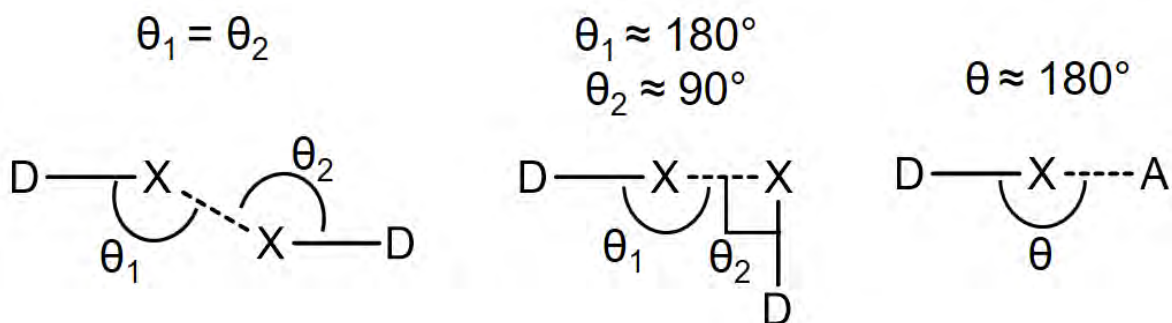 θ₁ = θ₂
D X X D
θ₁ θ₂
θ₁ ≈ 180°
θ₂ ≈ 90°
D X X
θ₁ θ₂
D
θ ≈ 180°
D X A
θ